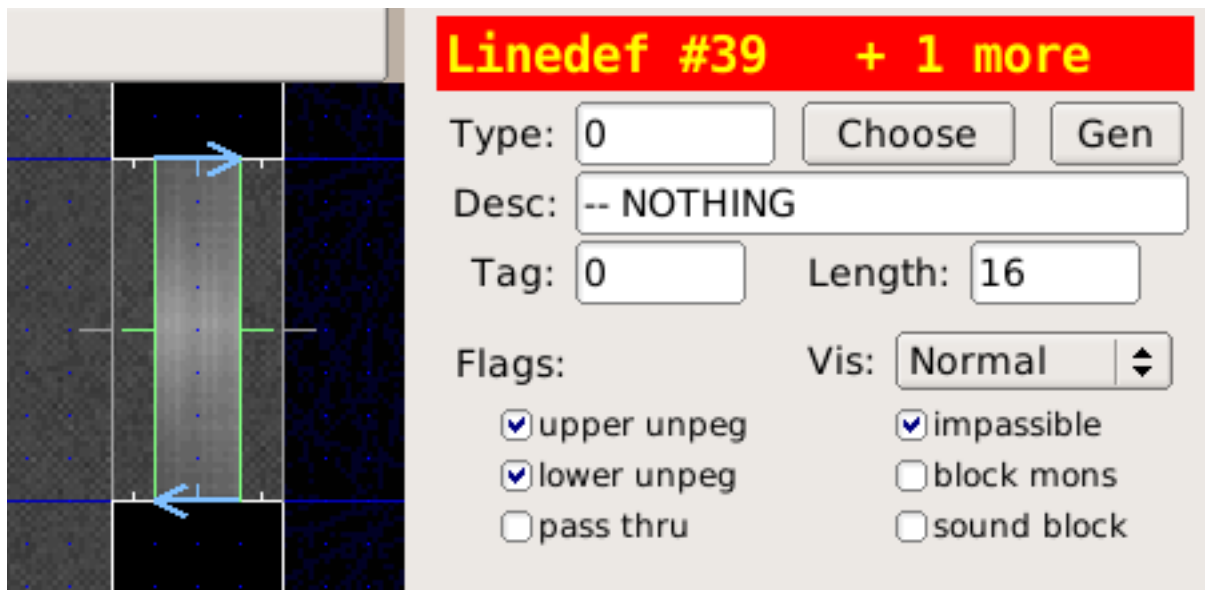 Linedef #39 + 1 more
Type: 0 Choose Gen
Desc: -- NOTHING
Tag: 0 Length: 16
Flags: Vis: Normal
upper unpeg impassible
lower unpeg block mons
pass thru sound block